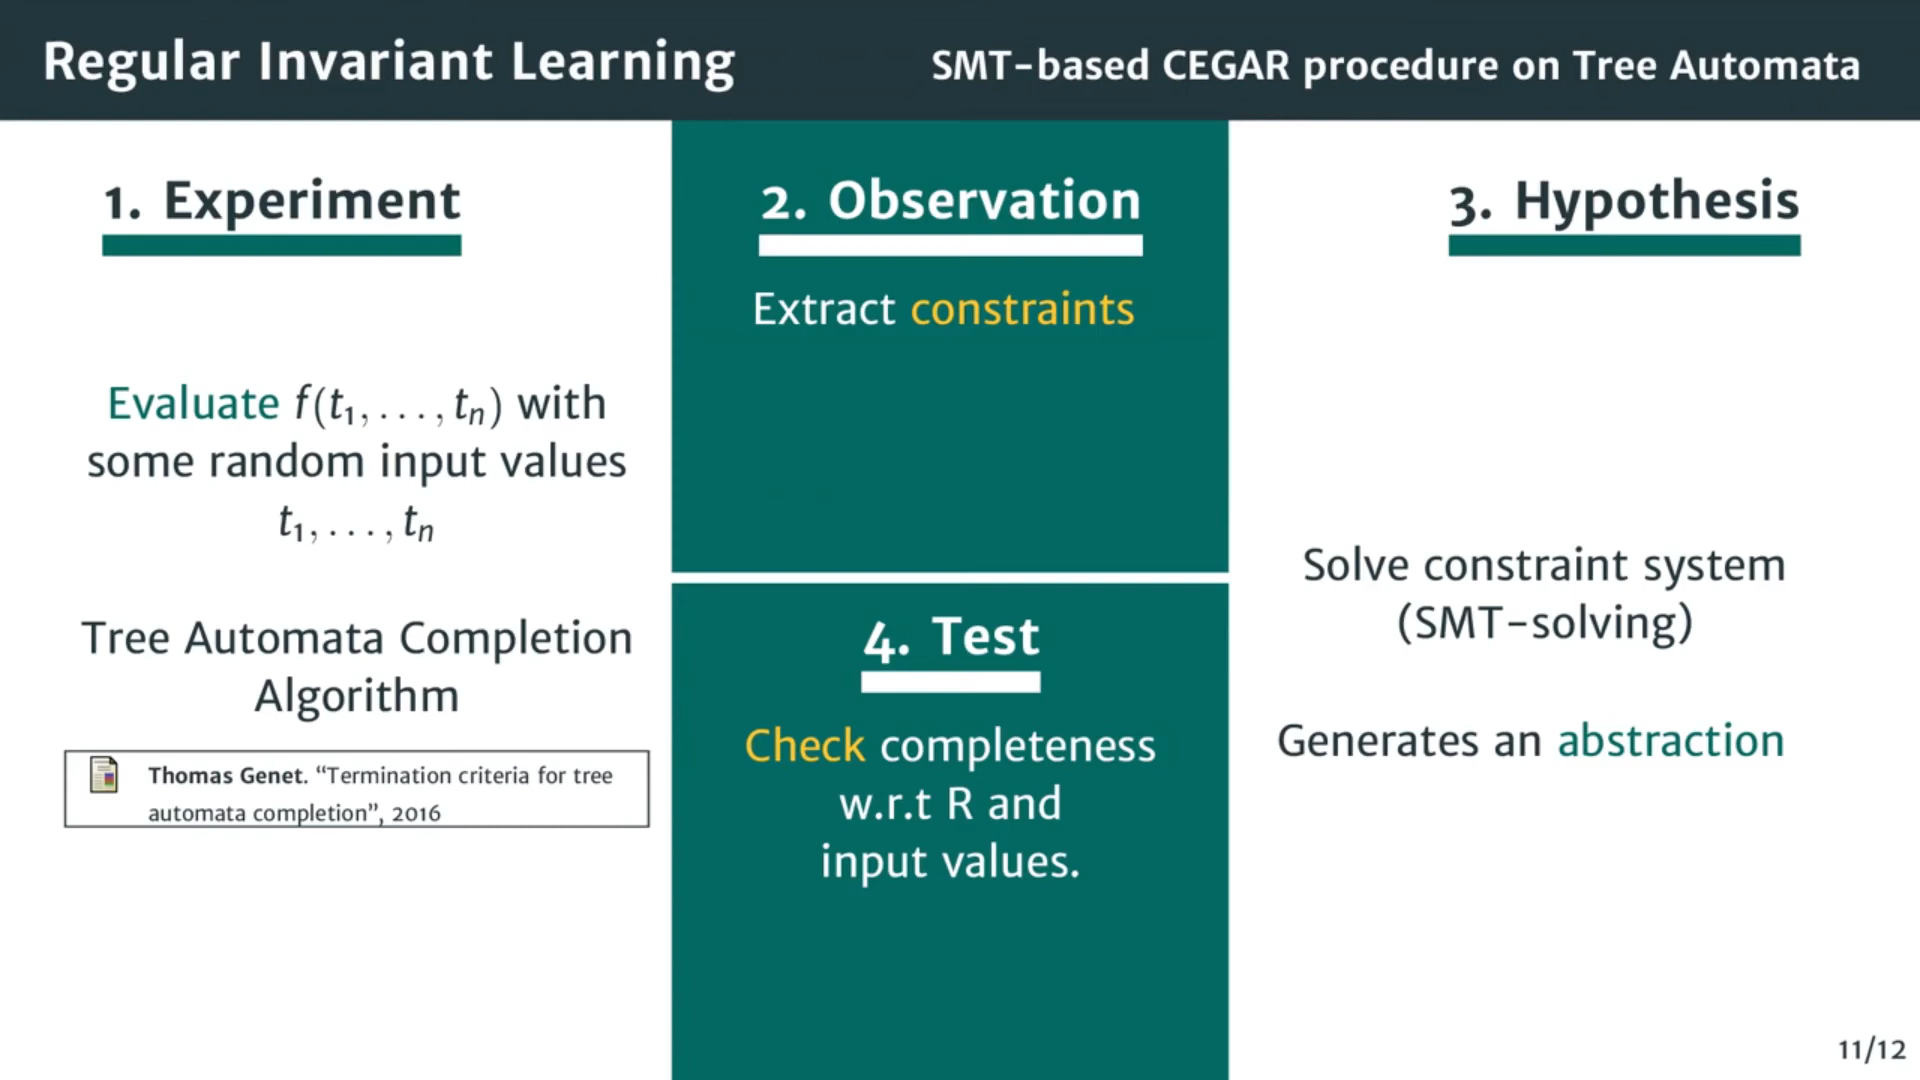 Regular Invariant Learning
SMT-based CEGAR procedure on Tree Automata
1. Experiment
Evaluate f(t₁, . . . , tₙ) with
some random input values
t₁, . . . , tₙ
Tree Automata Completion
Algorithm
Thomas Genet. “Termination criteria for tree
automata completion”, 2016
2. Observation
Extract constraints
3. Hypothesis
Solve constraint system
(SMT-solving)
Generates an abstraction
4. Test
Check completeness
w.r.t R and
input values.
11/12